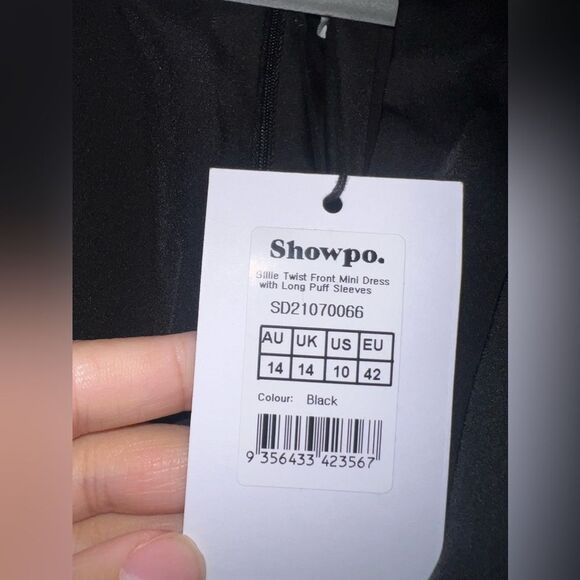 Showpo.
Billie Twist Front Mini Dress
with Long Puff Sleeves
SD21070066
AU UK US EU
14 14 10 42
Colour: Black
9 356433 423567